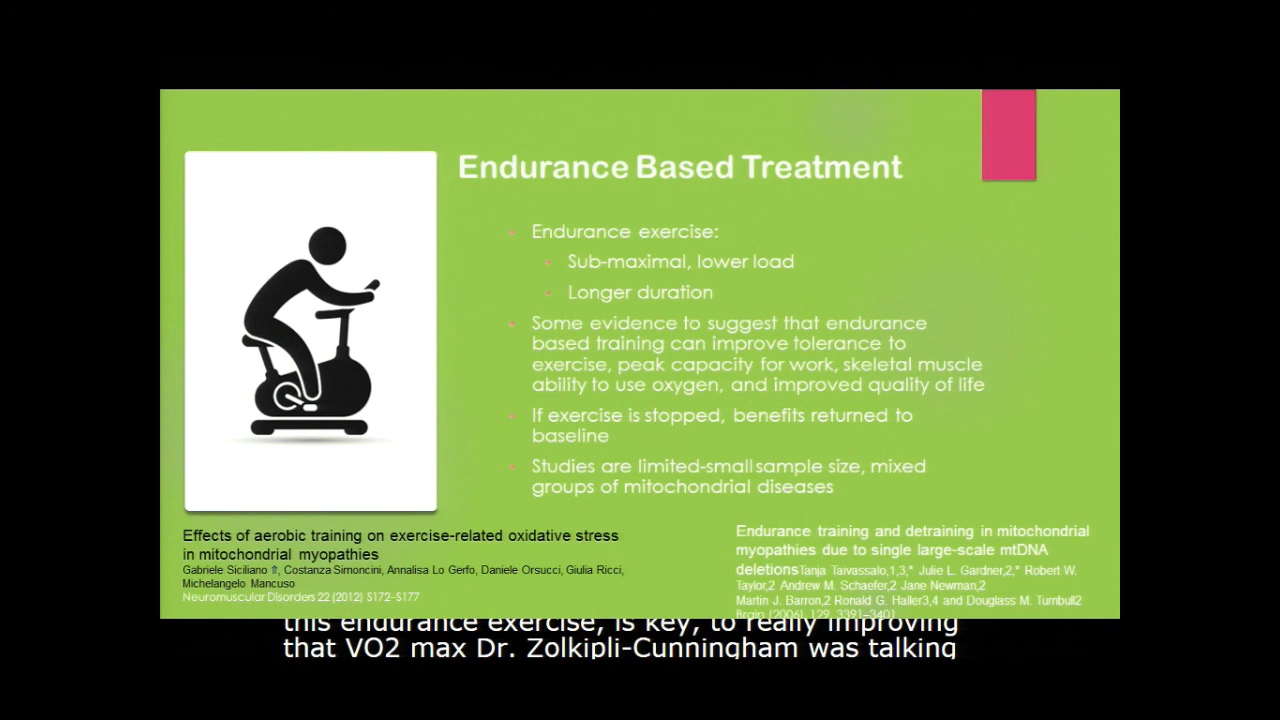 Endurance Based Treatment
Endurance exercise:
Sub-maximal, lower load
Longer duration
Some evidence to suggest that endurance
based training can improve tolerance to
exercise, peak capacity for work, skeletal muscle
ability to use oxygen, and improved quality of life
If exercise is stopped, benefits returned to
baseline
Studies are limited-small sample size, mixed
groups of mitochondrial diseases
Effects of aerobic training on exercise-related oxidative stress
in mitochondrial myopathies
Gabriele Siciliano ⇑, Costanza Simoncini, Annalisa Lo Gerfo, Daniele Orsucci, Giulia Ricci,
Michelangelo Mancuso
Neuromuscular Disorders 22 (2012) S172–S177
Endurance training and detraining in mitochondrial
myopathies due to single large-scale mtDNA
deletionsTanja Taivassalo,1,3,* Julie L. Gardner,2,* Robert W.
Taylor,2 Andrew M. Schaefer,2 Jane Newman,2
Martin J. Barron,2 Ronald G. Haller3,4 and Douglass M. Turnbull2
Brain (2006), 129, 3391–3401
this endurance exercise, is key, to really improving
that VO2 max Dr. Zolkipli-Cunningham was talking